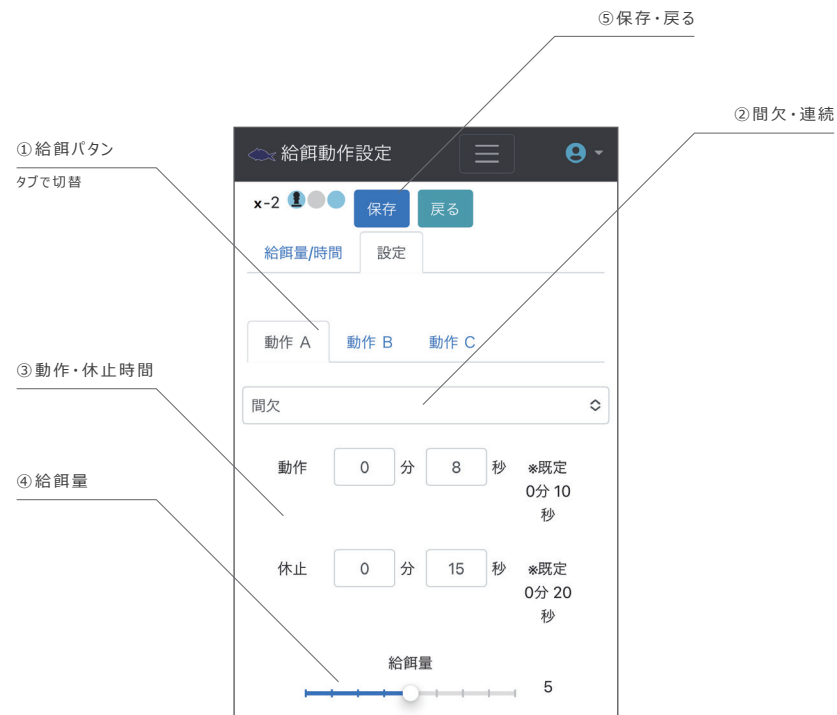 ⑤保存・戻る
②間欠・連続
①給餌パタン
タブで切替
給餌動作設定
x-2
保存
戻る
給餌量/時間
設定
動作 A
動作 B
動作 C
③動作・休止時間
間欠
動作 0 分 8 秒 ※既定
0分 10
秒
④給餌量
休止 0 分 15 秒 ※既定
0分 20
秒
給餌量
5